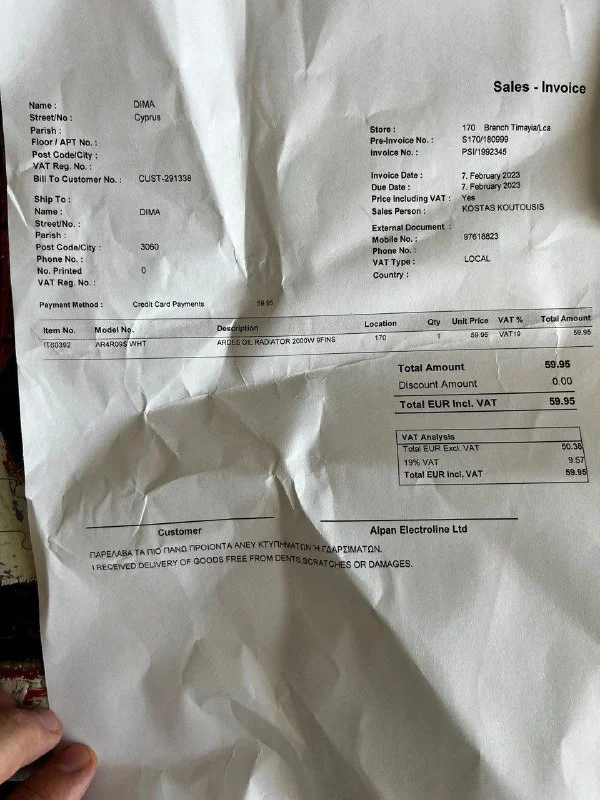 Sales - Invoice
Name : DIMA
Street/No : Cyprus
Parish :
Floor / APT No. :
Post Code/City :
VAT Reg. No. :
Bill To Customer No. : CUST-291338
Ship To :
Name : DIMA
Street/No. :
Parish :
Post Code/City : 3060
Phone No. :
No. Printed 0
VAT Reg. No. :
Store : 170 Branch Timayia/Lca
Pre-Invoice No. : S170/180999
Invoice No. : PSI/1992345
Invoice Date : 7. February 2023
Due Date : 7. February 2023
Price Including VAT : Yes
Sales Person : KOSTAS KOUTOUSIS
External Document :
Mobile No. : 97618823
Phone No. :
VAT Type : LOCAL
Country :
Payment Method : Credit Card Payments 59.95
Item No. Model No. Description Location Qty Unit Price VAT % Total Amount
IT60392 AR4R09S WHT ARDES OIL RADIATOR 2000W 9FINS 170 1 59.95 VAT19 59.95
Total Amount 59.95
Discount Amount 0.00
Total EUR Incl. VAT 59.95
VAT Analysis
Total EUR Excl. VAT 50.38
19% VAT 9.57
Total EUR Incl. VAT 59.95
Customer Alpan Electroline Ltd
ΠΑΡΕΛΑΒΑ ΤΑ ΠΙΟ ΠΑΝΩ ΠΡΟΙΟΝΤΑ ΑΝΕΥ ΚΤΥΠΗΜΑΤΩΝ Ή ΓΔΑΡΣΙΜΑΤΩΝ.
I RECEIVED DELIVERY OF GOODS FREE FROM DENTS,SCRATCHES OR DAMAGES.